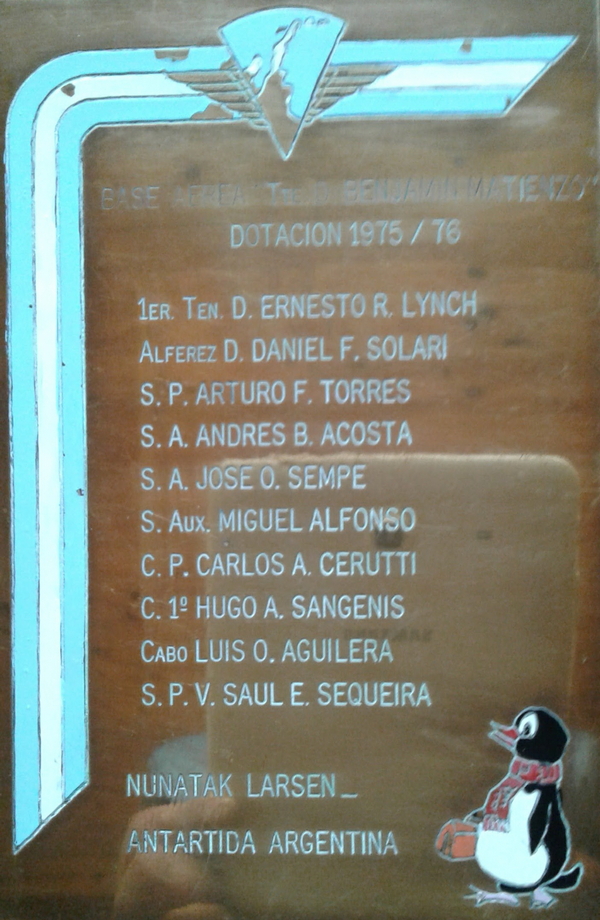 BASE AEREA "Tte. D. BENJAMIN MATIENZO"
DOTACION 1975 / 76
1ER. TEN. D. ERNESTO R. LYNCH
ALFEREZ D. DANIEL F. SOLARI
S. P. ARTURO F. TORRES
S. A. ANDRES B. ACOSTA
S. A. JOSE O. SEMPE
S. AUX. MIGUEL ALFONSO
C. P. CARLOS A. CERUTTI
C. 1º HUGO A. SANGENIS
CABO LUIS O. AGUILERA
S. P. V. SAUL E. SEQUEIRA
NUNATAK LARSEN_
ANTARTIDA ARGENTINA